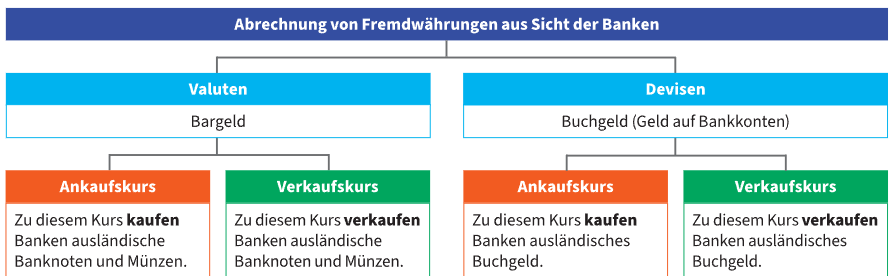 Abrechnung von Fremdwährungen aus Sicht der Banken
Valuten
Bargeld
Devisen
Buchgeld (Geld auf Bankkonten)
Ankaufskurs
Zu diesem Kurs kaufen
Banken ausländische
Banknoten und Münzen.
Verkaufskurs
Zu diesem Kurs verkaufen
Banken ausländische
Banknoten und Münzen.
Ankaufskurs
Zu diesem Kurs kaufen
Banken ausländisches
Buchgeld.
Verkaufskurs
Zu diesem Kurs verkaufen
Banken ausländisches
Buchgeld.